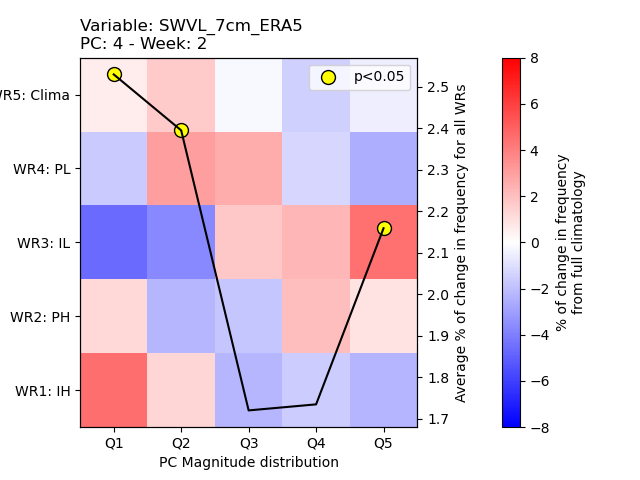 Variable: SWVL_7cm_ERA5
PC: 4 - Week: 2
p<0.05
WR5: Clima
WR4: PL
WR3: IL
WR2: PH
WR1: IH
Q1 Q2 Q3 Q4 Q5
PC Magnitude distribution
2.5
2.4
2.3
2.2
2.1
2.0
1.9
1.8
1.7
Average % of change in frequency for all WRs
8
6
4
2
0
−2
−4
−6
−8
% of change in frequency
from full climatology